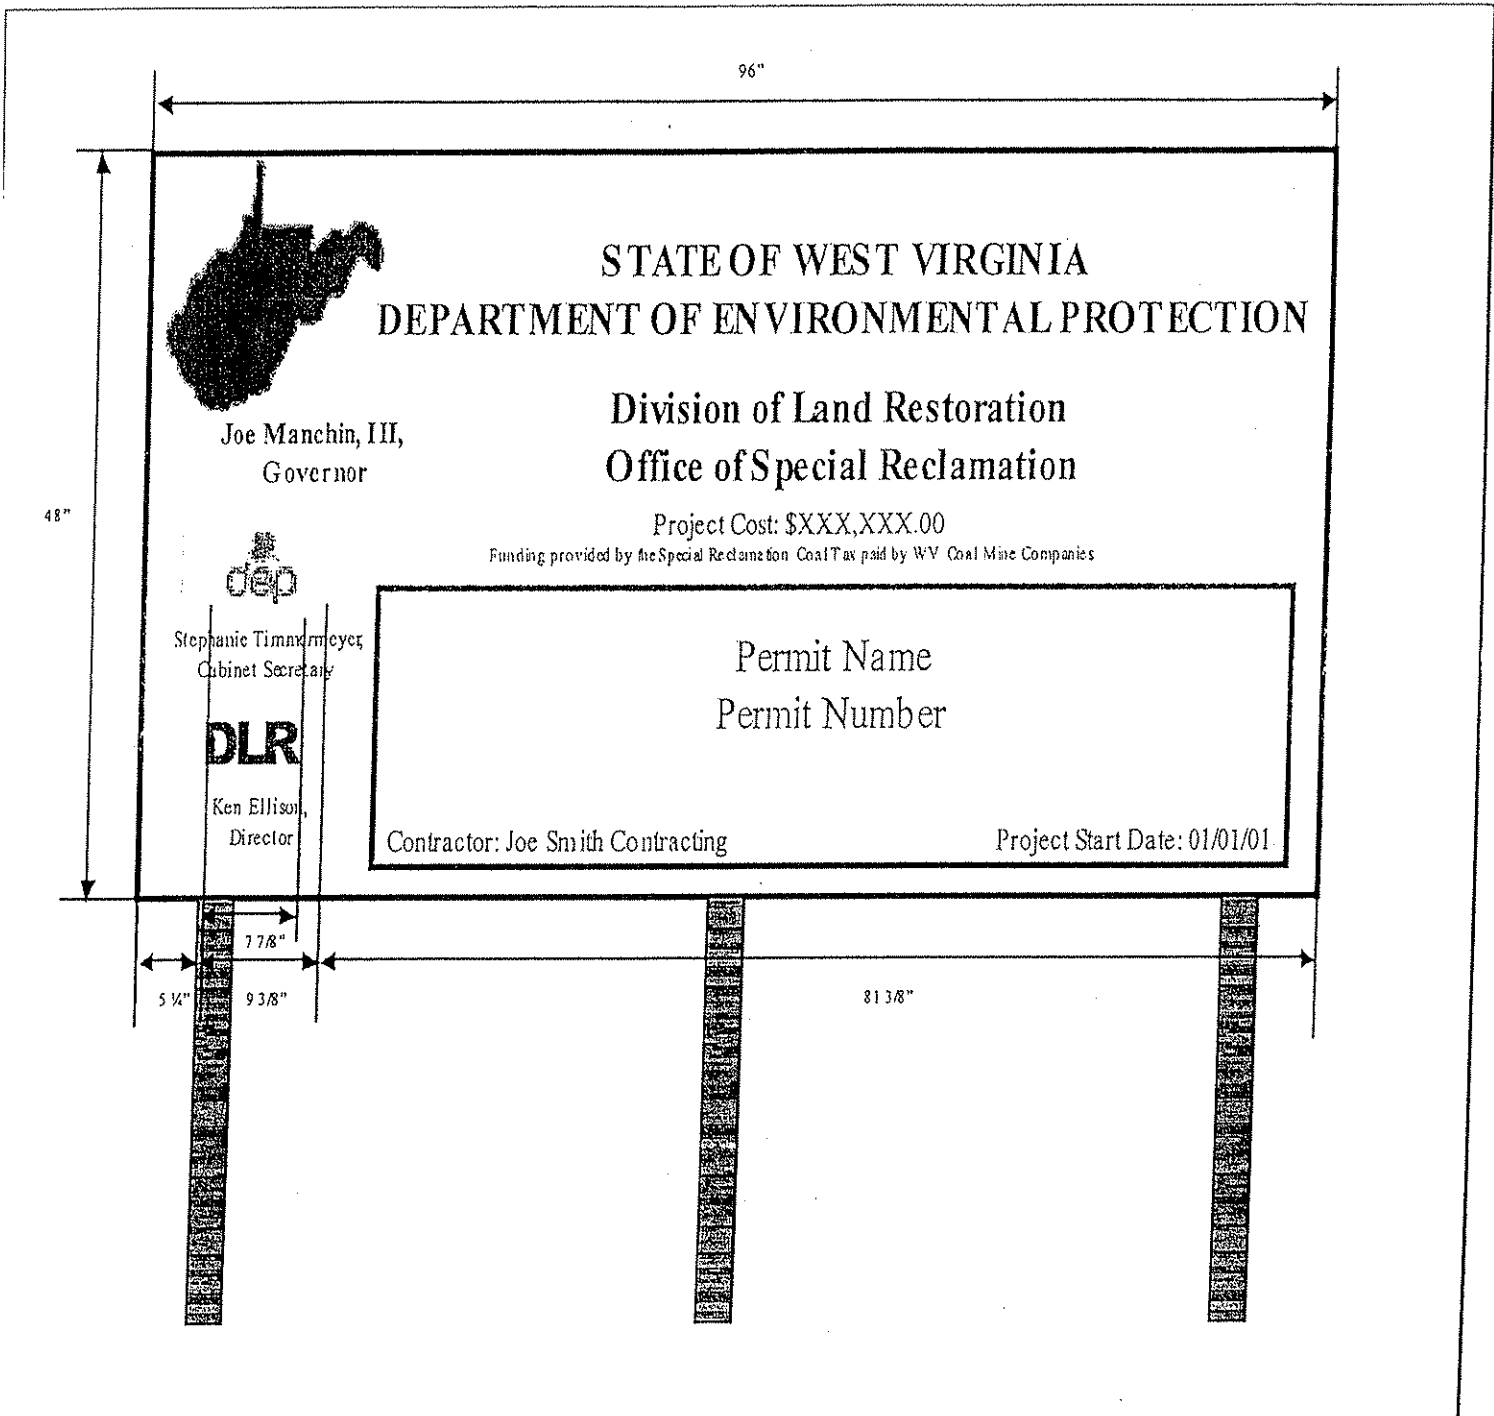 96"
STATE OF WEST VIRGINIA
DEPARTMENT OF ENVIRONMENTAL PROTECTION
Division of Land Restoration
Office of Special Reclamation
Project Cost: $XXX,XXX.00
Funding provided by the Special Reclamation Coal Tax paid by WV Coal Mine Companies
Joe Manchin, III,
Governor
48"
dep
Stephanie Timmermeyer,
Cabinet Secretary
DLR
Ken Ellison,
Director
Permit Name
Permit Number
Contractor: Joe Smith Contracting
Project Start Date: 01/01/01
7 7/8"
5 ¼"
9 3/8"
81 3/8"